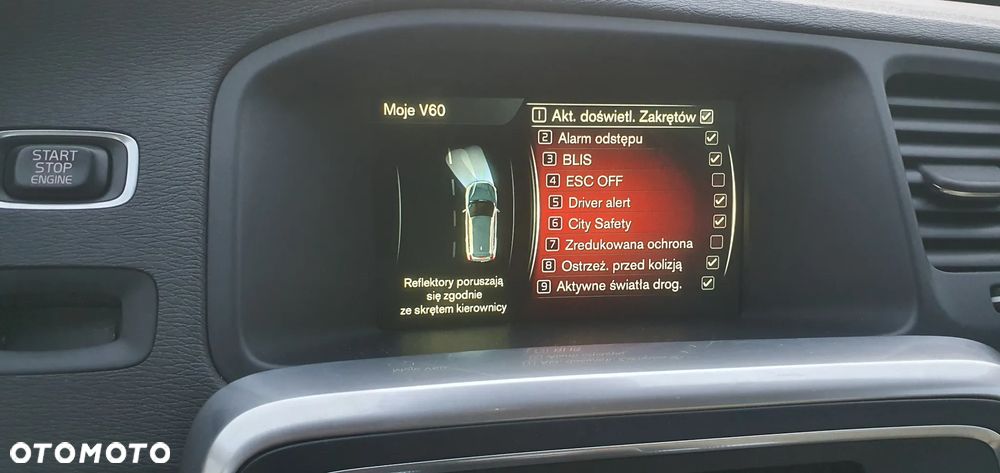 Moje V60
1 Akt. doświetl. Zakrętów
2 Alarm odstępu
3 BLIS
4 ESC OFF
5 Driver alert
6 City Safety
7 Zredukowana ochrona
8 Ostrzeż. przed kolizją
9 Aktywne światła drog.
Reflektory poruszają
się zgodnie
ze skrętem kierownicy
START
STOP
ENGINE
Moje V60
OTOMOTO